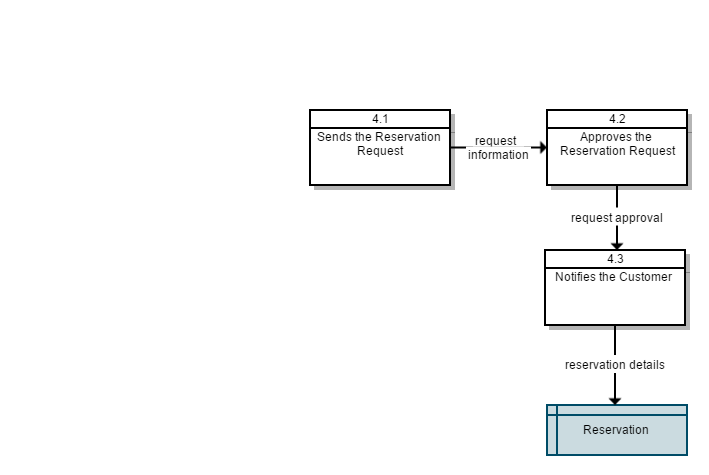 4.1
Sends the Reservation
Request
request
information
4.2
Approves the
Reservation Request
request approval
4.3
Notifies the Customer
reservation details
Reservation